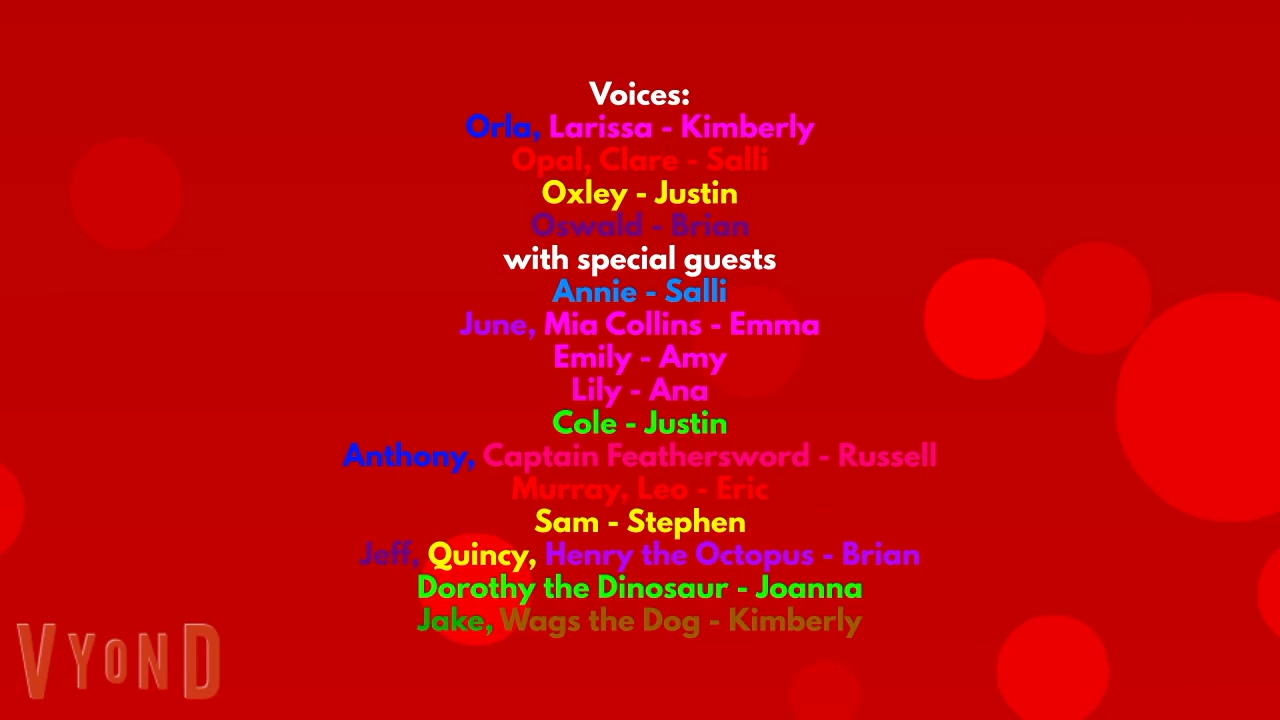 Voices:
Orla, Larissa - Kimberly
Opal, Clare - Salli
Oxley - Justin
Oswald - Brian
with special guests
Annie - Salli
June, Mia Collins - Emma
Emily - Amy
Lily - Ana
Cole - Justin
Anthony, Captain Feathersword - Russell
Murray, Leo - Eric
Sam - Stephen
Jeff, Quincy, Henry the Octopus - Brian
Dorothy the Dinosaur - Joanna
Jake, Wags the Dog - Kimberly
VYOND